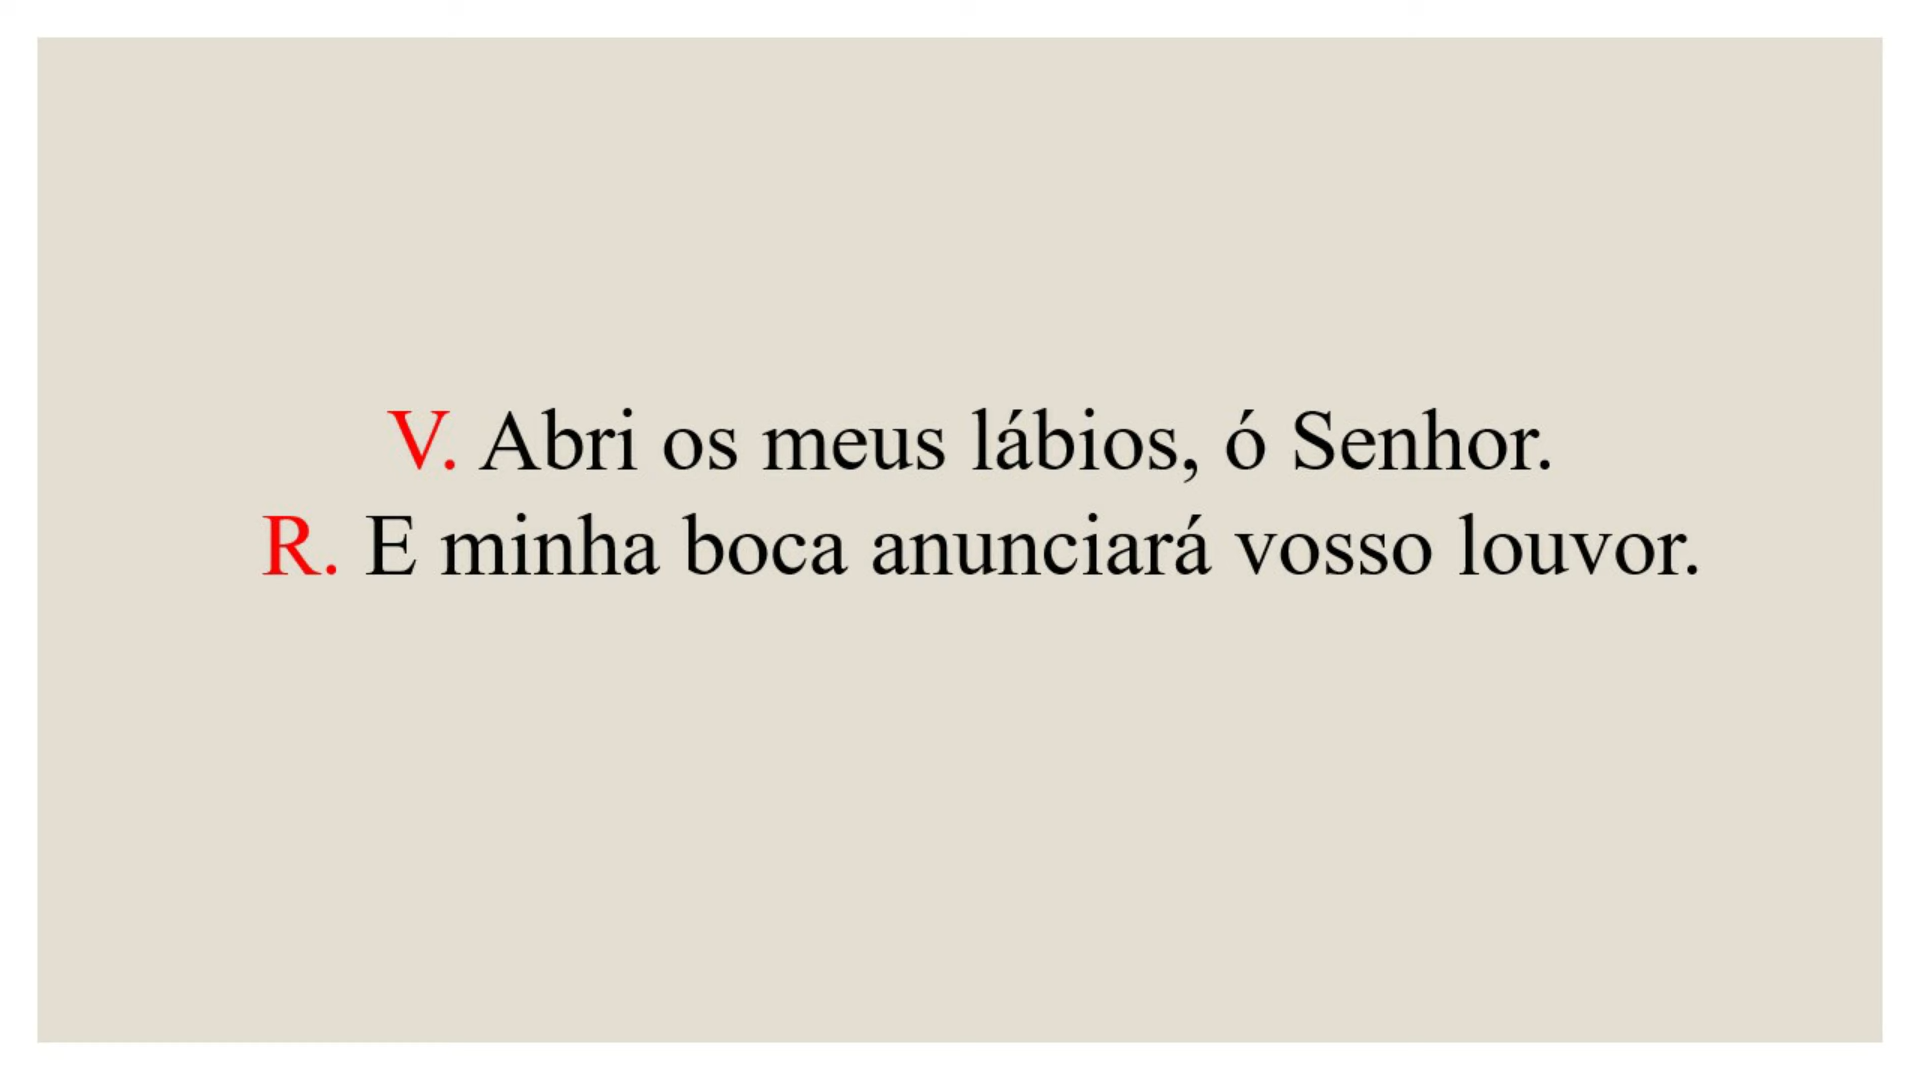 V. Abri os meus lábios, ó Senhor.
R. E minha boca anunciará vosso louvor.